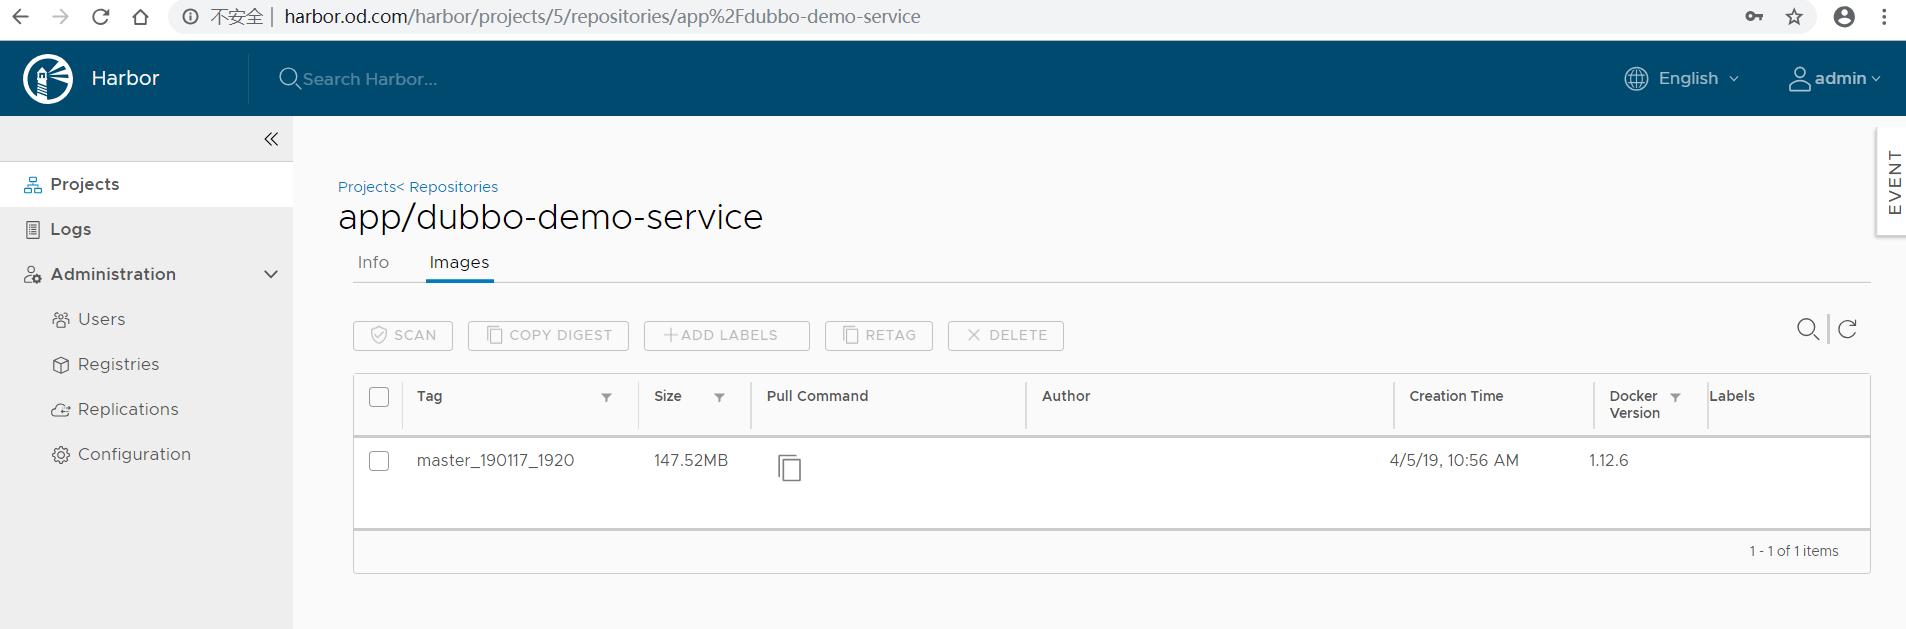 不安全 harbor.od.com/harbor/projects/5/repositories/app%2Fdubbo-demo-service
Harbor
Search Harbor...
English
admin
Projects
Logs
Administration
Users
Registries
Replications
Configuration
EVENT
Projects< Repositories
app/dubbo-demo-service
Info Images
SCAN COPY DIGEST +ADD LABELS RETAG DELETE
Tag Size Pull Command Author Creation Time Docker Version Labels
master_190117_1920 147.52MB 4/5/19, 10:56 AM 1.12.6
1 - 1 of 1 items